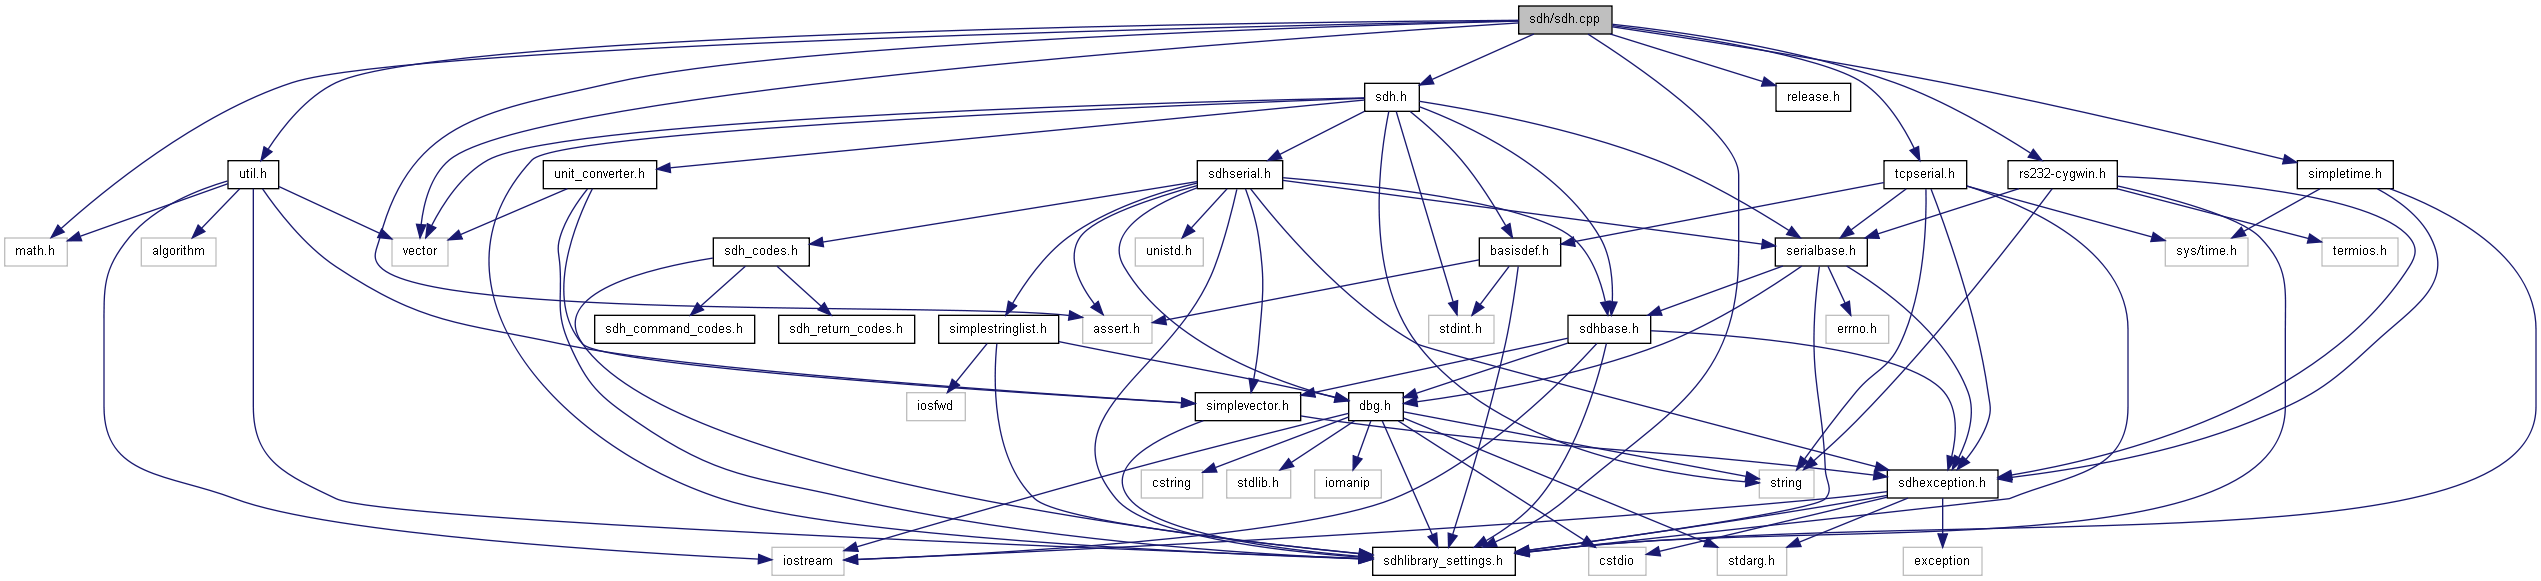 sdh/sdh.cpp
sdh.h
release.h
util.h
unit_converter.h
sdhserial.h
tcpserial.h
rs232-cygwin.h
simpletime.h
math.h
algorithm
vector
sdh_codes.h
unistd.h
basisdef.h
serialbase.h
sys/time.h
termios.h
sdh_command_codes.h
sdh_return_codes.h
simplestringlist.h
assert.h
stdint.h
sdhbase.h
errno.h
iosfwd
simplevector.h
dbg.h
cstring
stdlib.h
iomanip
string
sdhexception.h
iostream
sdhlibrary_settings.h
cstdio
stdarg.h
exception